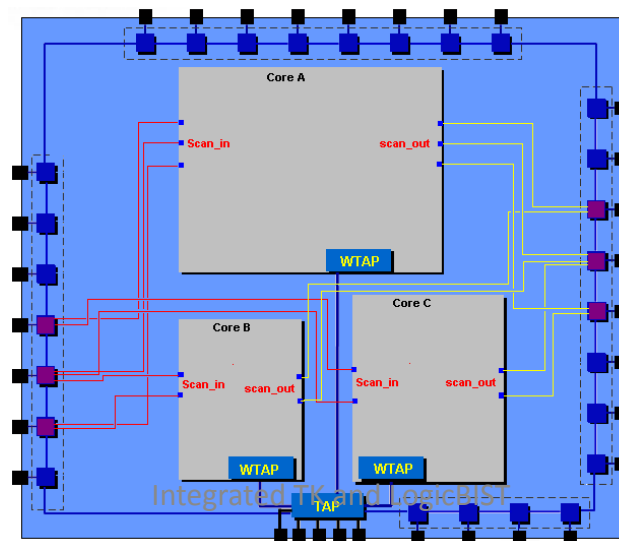 Core A
Scan_in
scan_out
WTAP
Core B
Core C
Scan_in
scan_out
Scan_in
scan_out
WTAP
WTAP
Integrated TK and LogicBIST
TAP